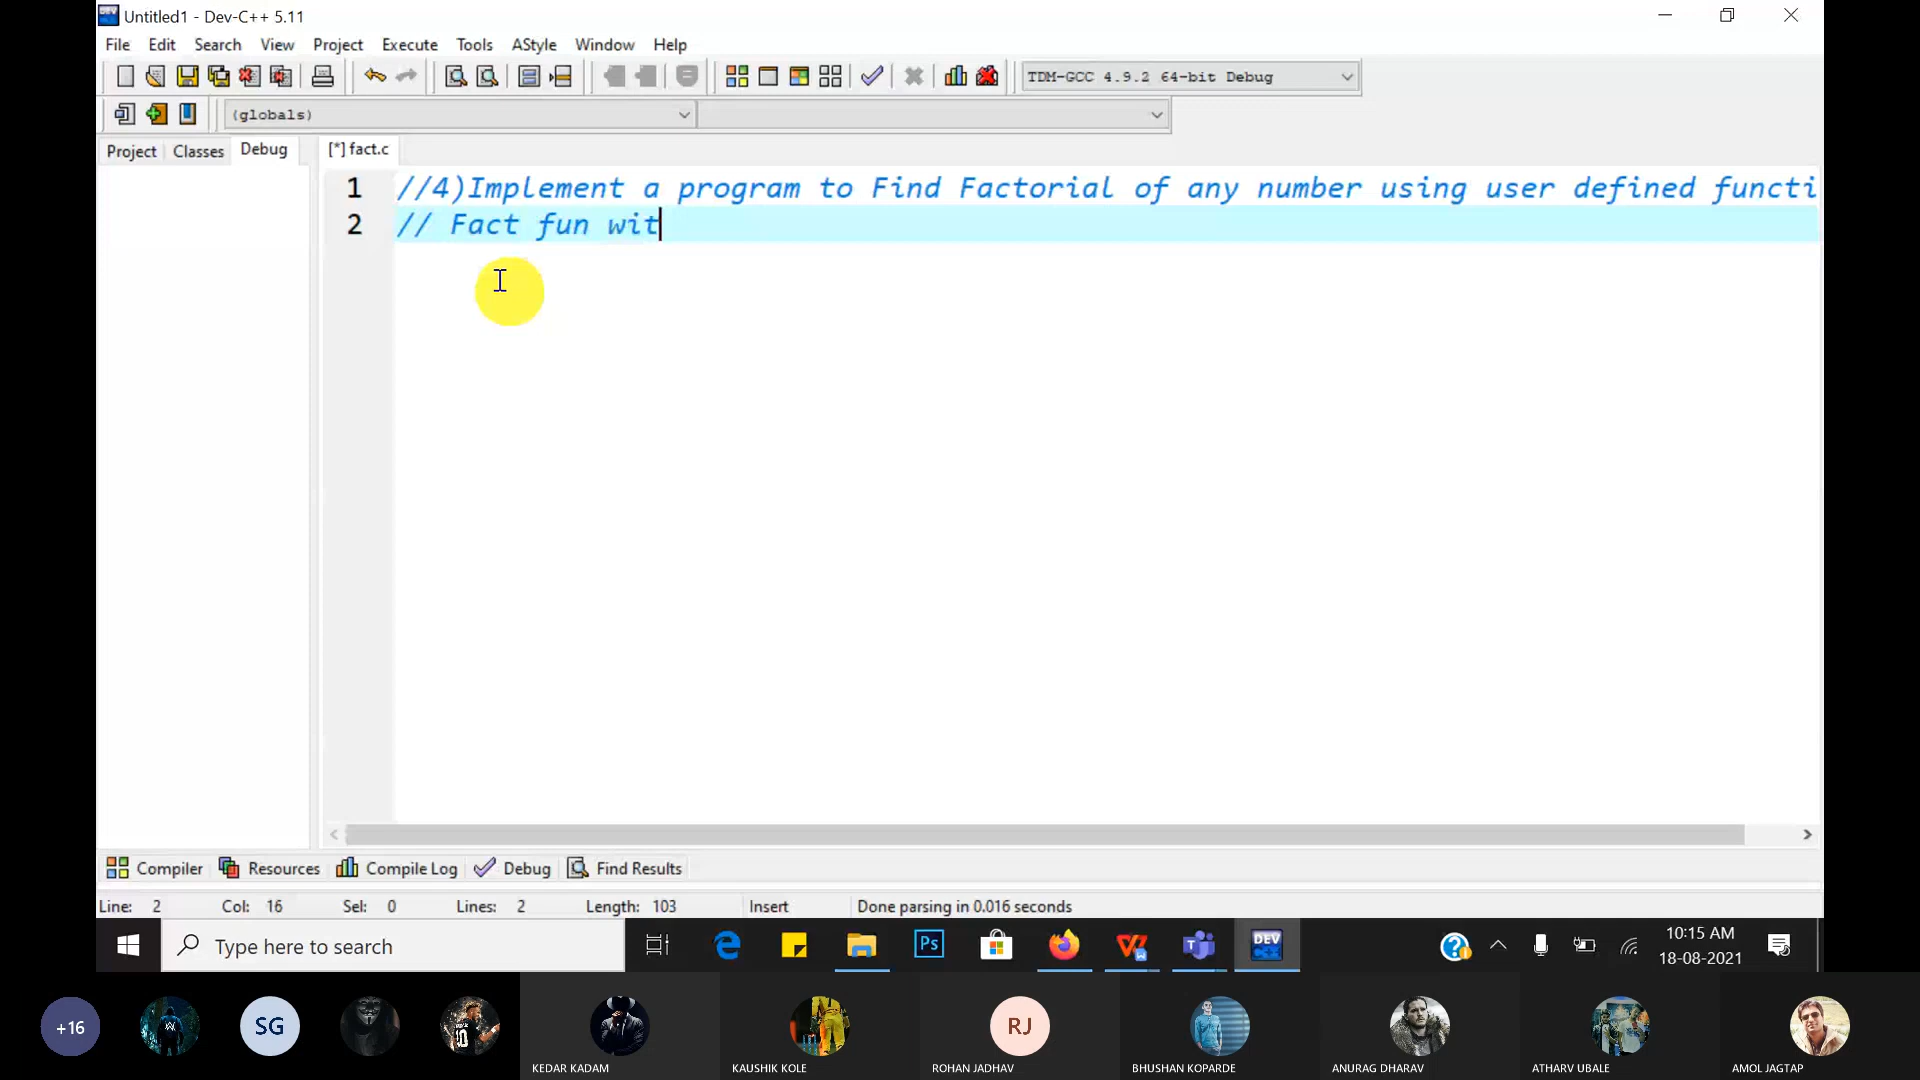 Untitled1 - Dev-C++ 5.11
File Edit Search View Project Execute Tools AStyle Window Help
TDM-GCC 4.9.2 64-bit Debug
(globals)
Project Classes Debug [*] fact.c
1 //4)Implement a program to Find Factorial of any number using user defined functi
2 // Fact fun wit
Compiler Resources Compile Log Debug Find Results
Line: 2 Col: 16 Sel: 0 Lines: 2 Length: 103 Insert Done parsing in 0.016 seconds
Type here to search
Ps
DEV
C++
10:15 AM
18-08-2021
+16
SG
10
RJ
KEDAR KADAM
KAUSHIK KOLE
ROHAN JADHAV
BHUSHAN KOPARDE
ANURAG DHARAV
ATHARV UBALE
AMOL JAGTAP